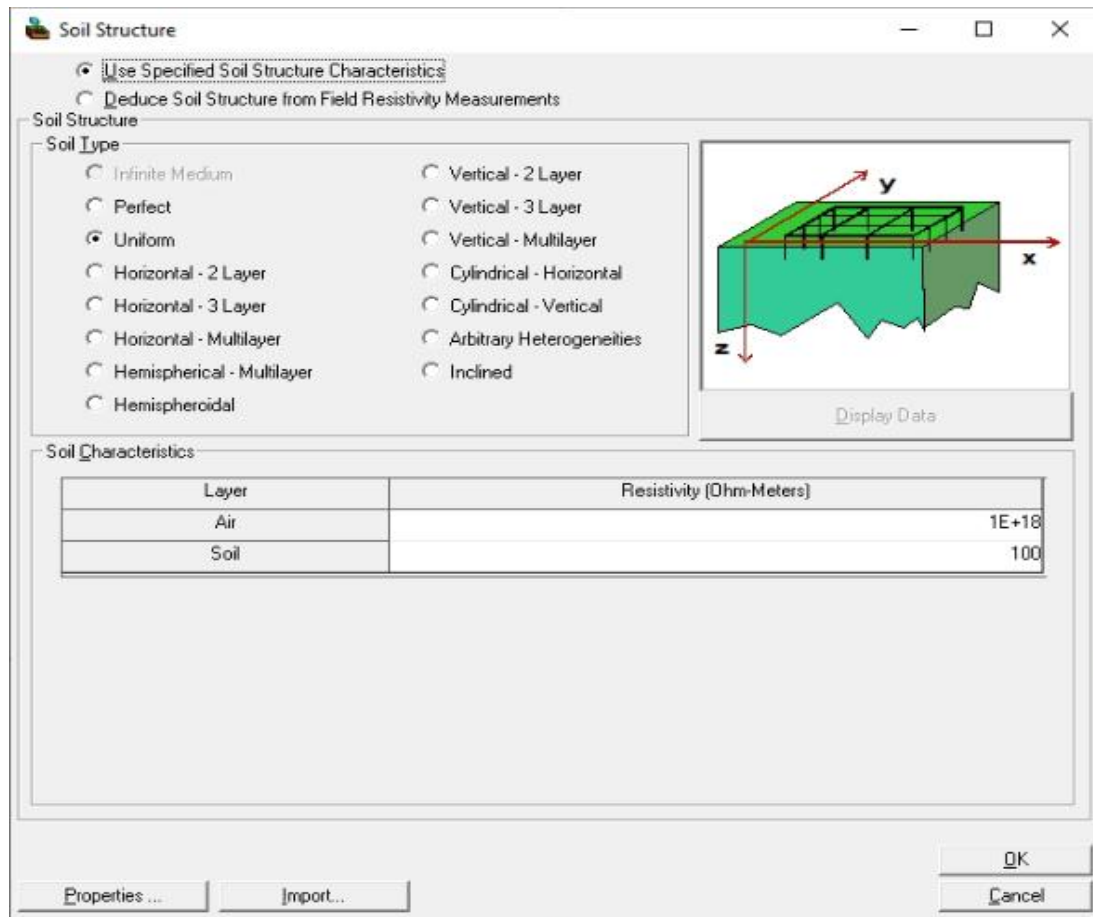 Soil Structure
Use Specified Soil Structure Characteristics
Deduce Soil Structure from Field Resistivity Measurements
Soil Structure
Soil Type
Infinite Medium
Perfect
Uniform
Horizontal - 2 Layer
Horizontal - 3 Layer
Horizontal - Multilayer
Hemispherical - Multilayer
Hemispheroidal
Vertical - 2 Layer
Vertical - 3 Layer
Vertical - Multilayer
Cylindrical - Horizontal
Cylindrical - Vertical
Arbitrary Heterogeneities
Inclined
y
x
z
Display Data
Soil Characteristics
Layer Resistivity (Ohm-Meters)
Air 1E+18
Soil 100
OK
Properties ... Import... Cancel